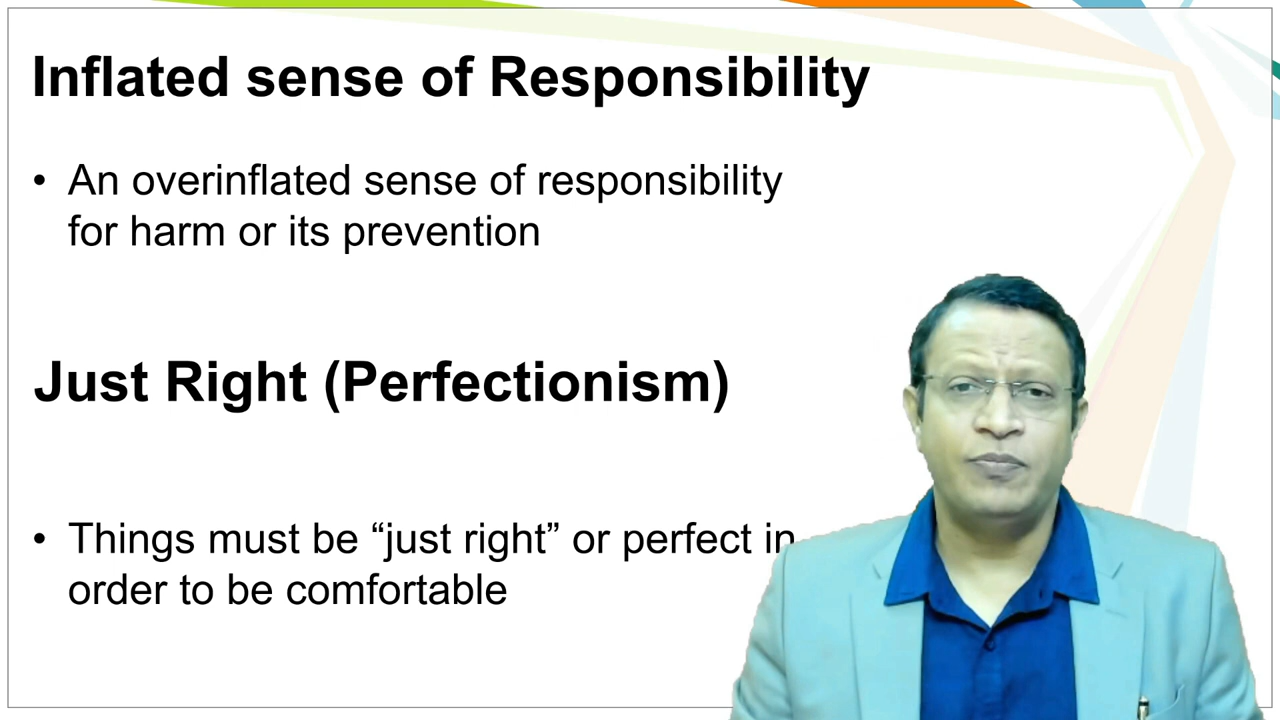 Inflated sense of Responsibility
• An overinflated sense of responsibility
for harm or its prevention
Just Right (Perfectionism)
• Things must be “just right” or perfect in
order to be comfortable